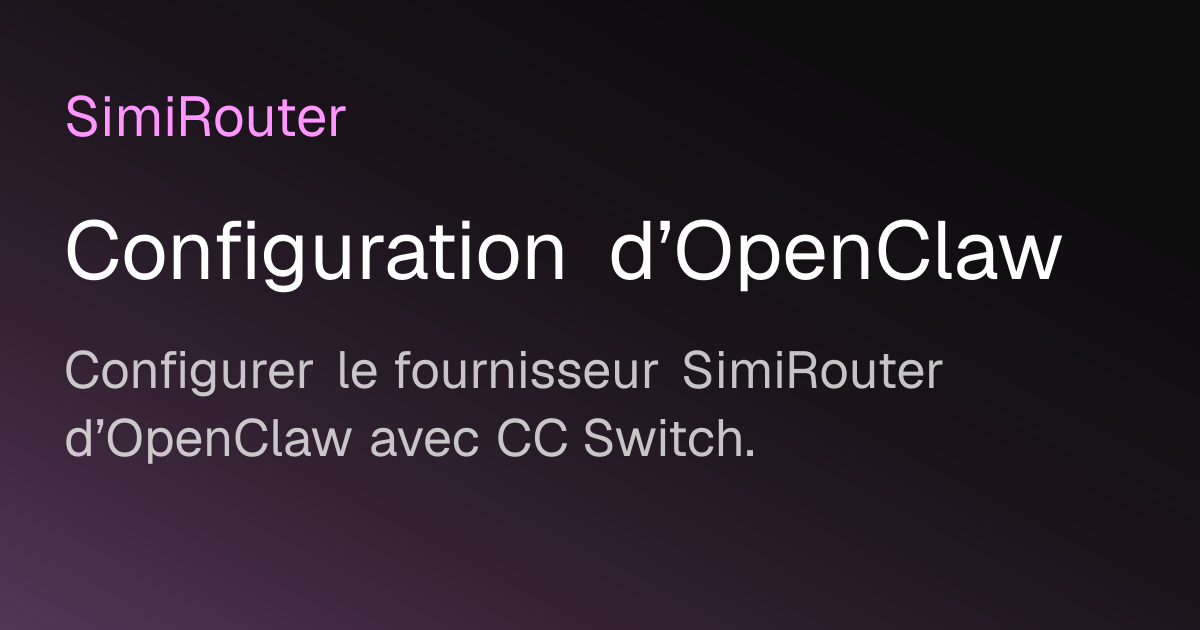 SimiRouter
Configuration d’OpenClaw
Configurer le fournisseur SimiRouter
d’OpenClaw avec CC Switch.